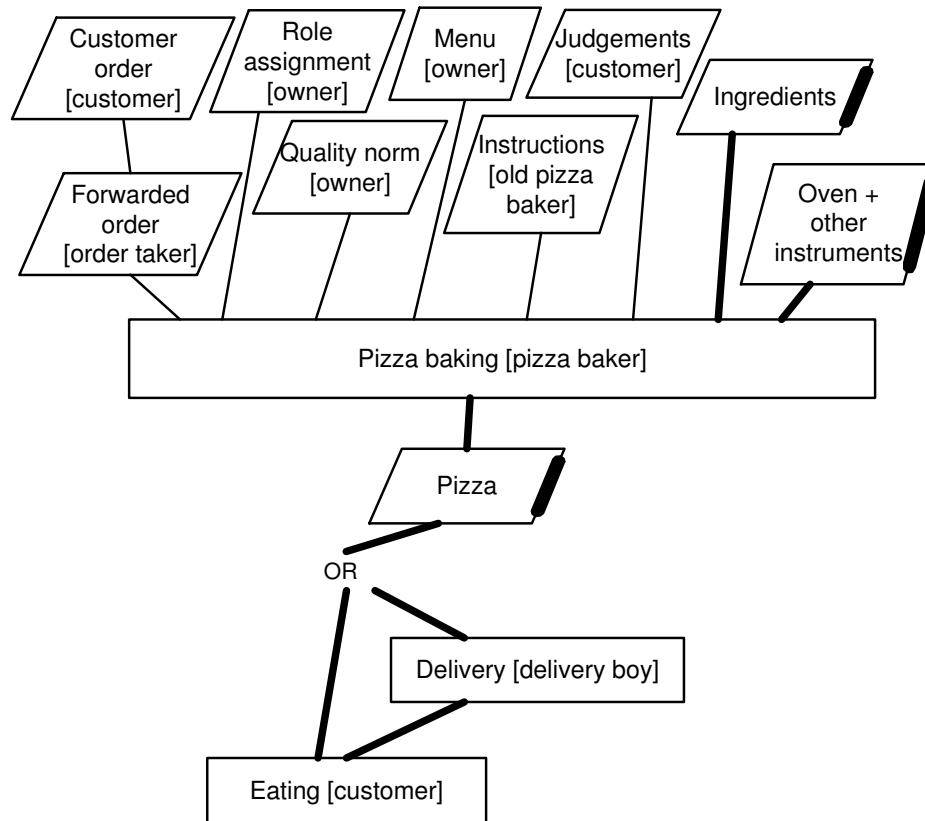 Customer
order
[customer]
Role
assignment
[owner]
Menu
[owner]
Judgements
[customer]
Ingredients
Quality norm
[owner]
Instructions
[old pizza
baker]
Forwarded
order
[order taker]
Oven +
other
instruments
Pizza baking [pizza baker]
Pizza
OR
Delivery [delivery boy]
Eating [customer]